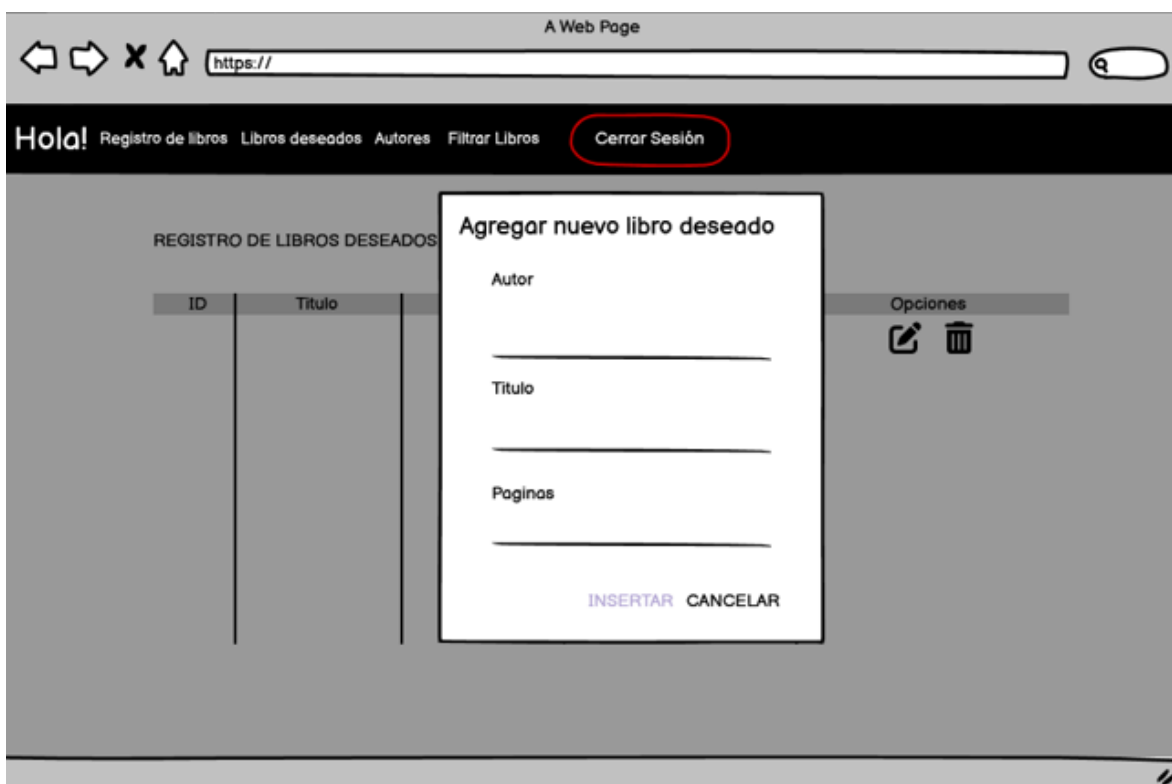 A Web Page
https://
Hola! Registro de libros Libros deseados Autores Filtrar Libros Cerrar Sesión
Agregar nuevo libro deseado
REGISTRO DE LIBROS DESEADOS
Autor
ID Titulo Opciones
Titulo
Paginas
INSERTAR CANCELAR